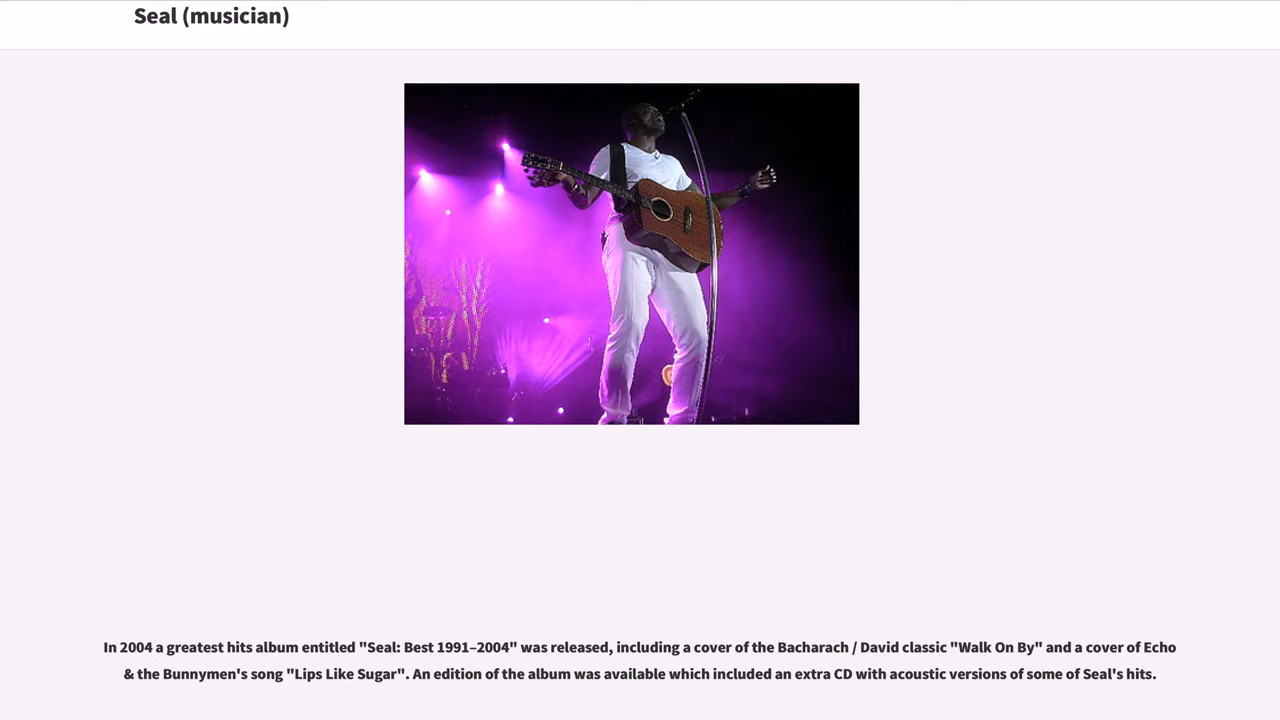 Seal (musician)
In 2004 a greatest hits album entitled "Seal: Best 1991–2004" was released, including a cover of the Bacharach / David classic "Walk On By" and a cover of Echo
& the Bunnymen's song "Lips Like Sugar". An edition of the album was available which included an extra CD with acoustic versions of some of Seal's hits.